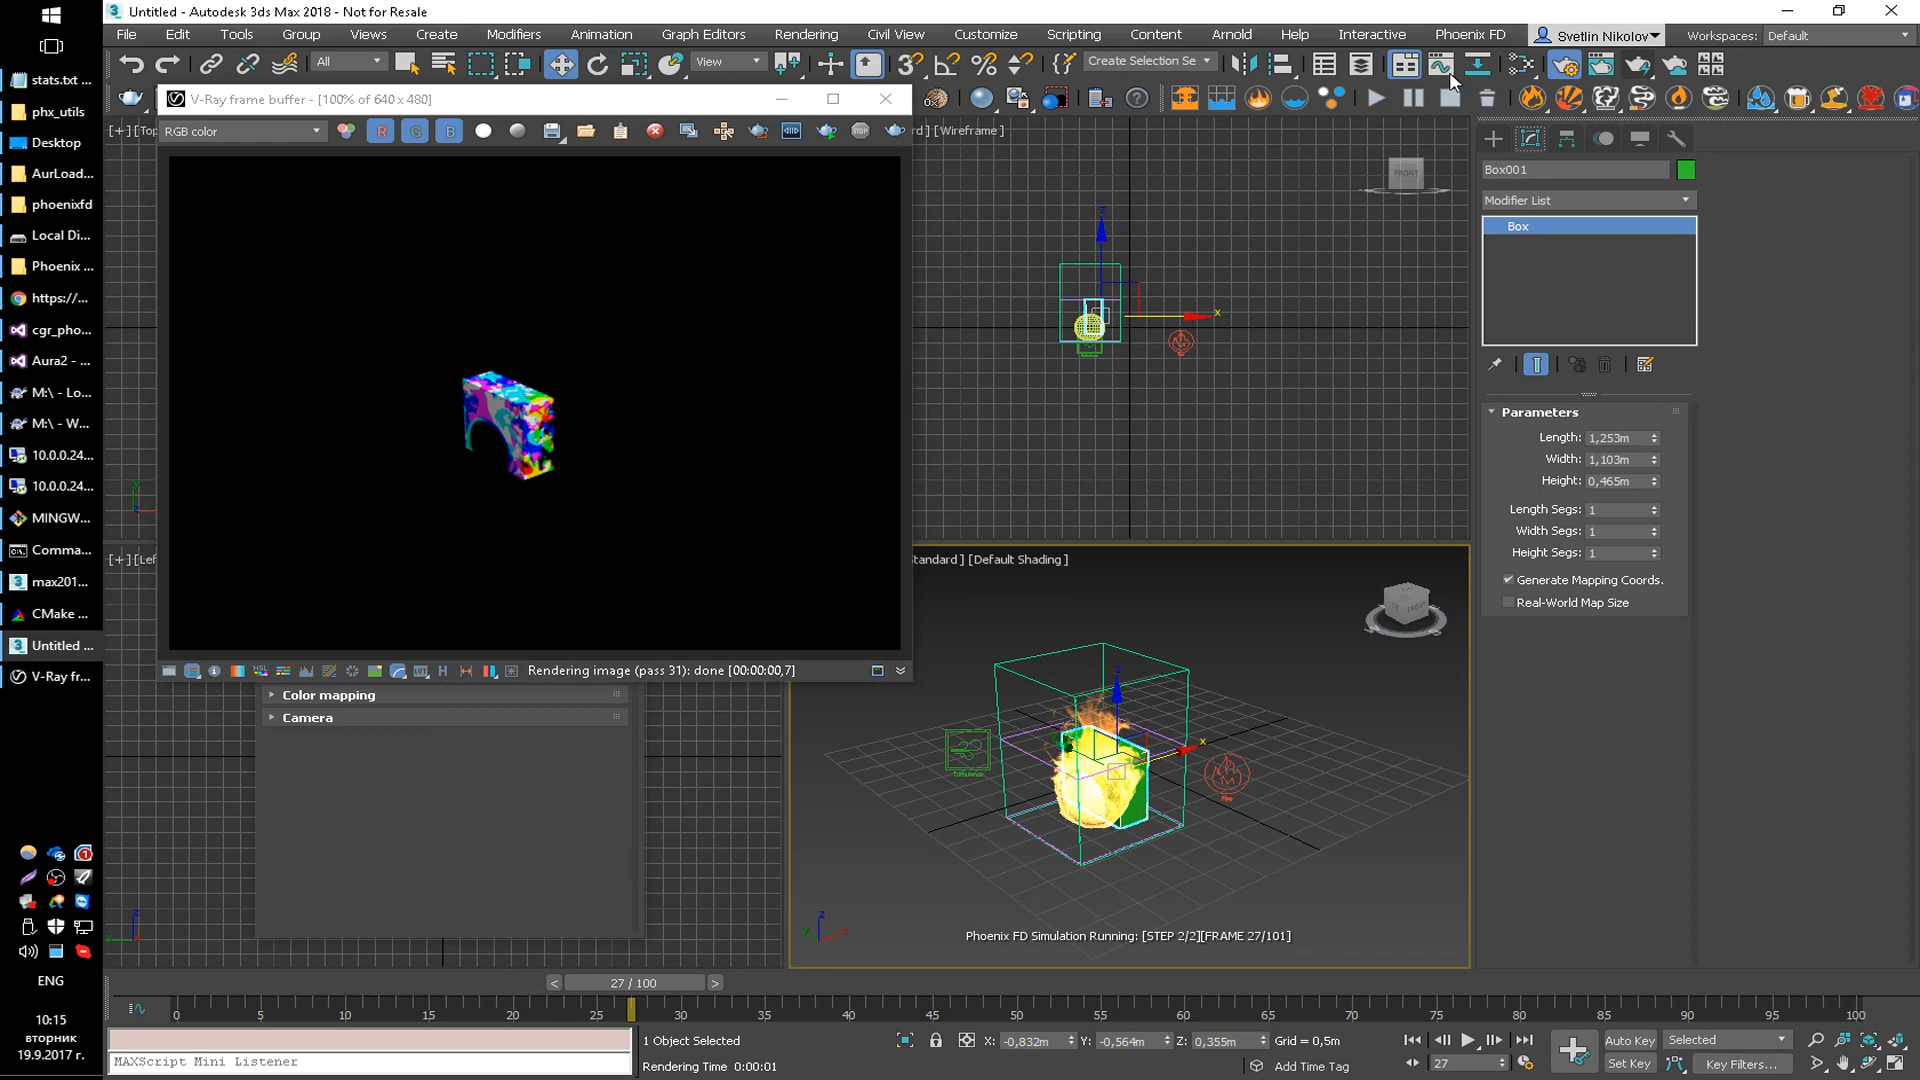 Untitled - Autodesk 3ds Max 2018 - Not for Resale
File Edit Tools Group Views Create Modifiers Animation Graph Editors Rendering Civil View Customize Scripting Content Arnold Help Interactive Phoenix FD Svetlin Nikolov Workspaces: Default
All View Create Selection Se
stats.txt ...
phx_utils
Desktop
AurLoad...
phoenixfd
Local Di...
Phoenix ...
https://...
cgr_pho...
Aura2 - ...
M:\ - Lo...
M:\ - W...
10.0.0.24...
10.0.0.24...
MINGW...
Comma...
max201...
CMake ...
Untitled ...
V-Ray fr...
ENG
10:15
вторник
19.9.2017 г.
V-Ray frame buffer - [100% of 640 x 480]
RGB color
R G B
STOP
Rendering image (pass 31): done [00:00:00,7]
Color mapping
Camera
[+][Top
[+][Left
rd ] [Wireframe ]
FRONT
Standard ] [Default Shading ]
Phoenix FD Simulation Running: [STEP 2/2][FRAME 27/101]
Box001
Modifier List
Box
Parameters
Length: 1,253m
Width: 1,103m
Height: 0,465m
Length Segs: 1
Width Segs: 1
Height Segs: 1
Generate Mapping Coords.
Real-World Map Size
< 27 / 100 >
0 5 10 15 20 25 30 35 40 45 50 55 60 65 70 75 80 85 90 95 100
MAXScript Mini Listener
1 Object Selected
Rendering Time 0:00:01
X: -0,832m Y: -0,564m Z: 0,355m Grid = 0,5m
Add Time Tag
27
Auto Key Selected
Set Key Key Filters...